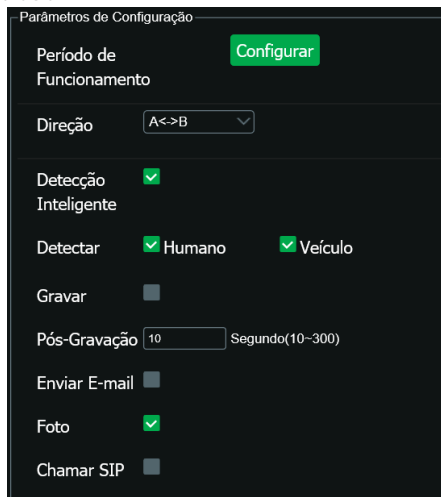 Parâmetros de Configuração
Período de Funcionamento
Configurar
Direção
A<->B
Detecção Inteligente
Detectar
Humano
Veículo
Gravar
Pós-Gravação
10
Segundo(10~300)
Enviar E-mail
Foto
Chamar SIP